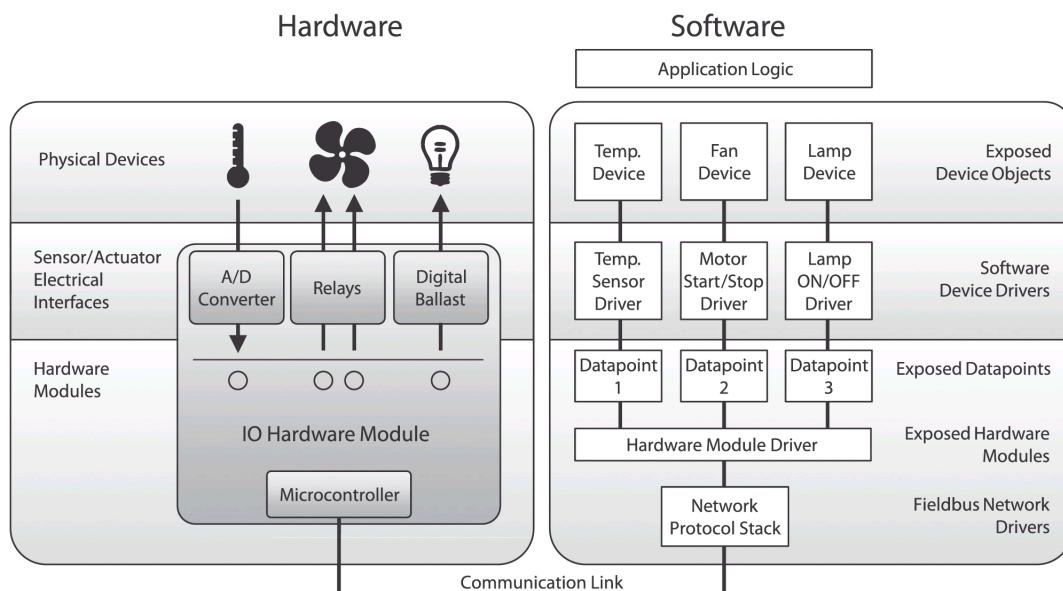 Hardware
Software
Application Logic
Physical Devices
Temp.
Device
Fan
Device
Lamp
Device
Exposed
Device Objects
Sensor/Actuator
Electrical
Interfaces
A/D
Converter
Relays
Digital
Ballast
Temp.
Sensor
Driver
Motor
Start/Stop
Driver
Lamp
ON/OFF
Driver
Software
Device Drivers
Hardware
Modules
Datapoint
1
Datapoint
2
Datapoint
3
Exposed Datapoints
IO Hardware Module
Hardware Module Driver
Exposed Hardware
Modules
Microcontroller
Network
Protocol Stack
Fieldbus Network
Drivers
Communication Link